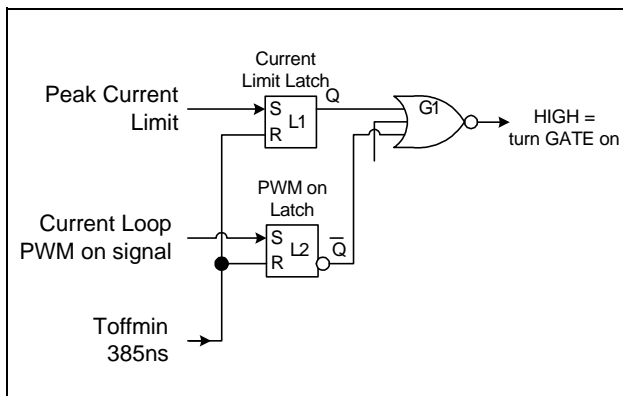 Current
Limit Latch
Peak Current
Limit
S
R
L1
Q
G1
HIGH =
turn GATE on
PWM on
Latch
Current Loop
PWM on signal
S
R
L2
Q̅
Toffmin
385ns